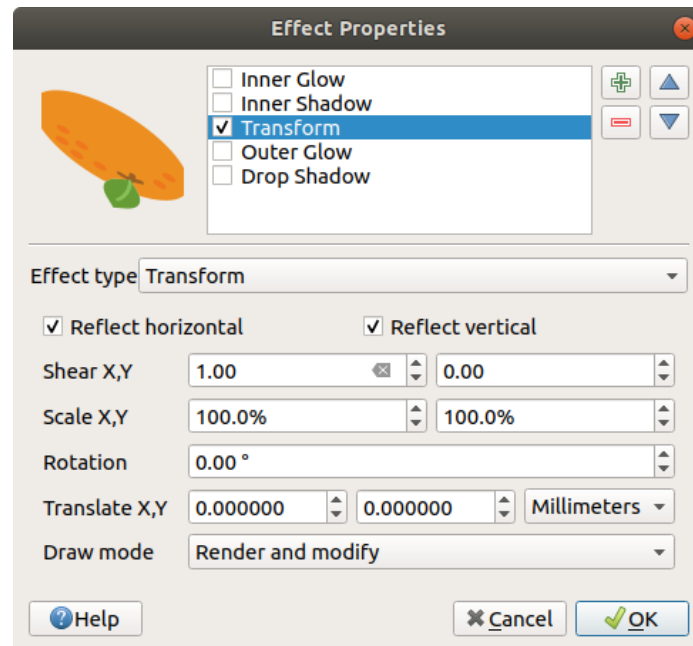 Effect Properties
Inner Glow
Inner Shadow
Transform
Outer Glow
Drop Shadow
Effect type Transform
Reflect horizontal Reflect vertical
Shear X,Y 1.00 0.00
Scale X,Y 100.0% 100.0%
Rotation 0.00 °
Translate X,Y 0.000000 0.000000 Millimeters
Draw mode Render and modify
Help Cancel OK